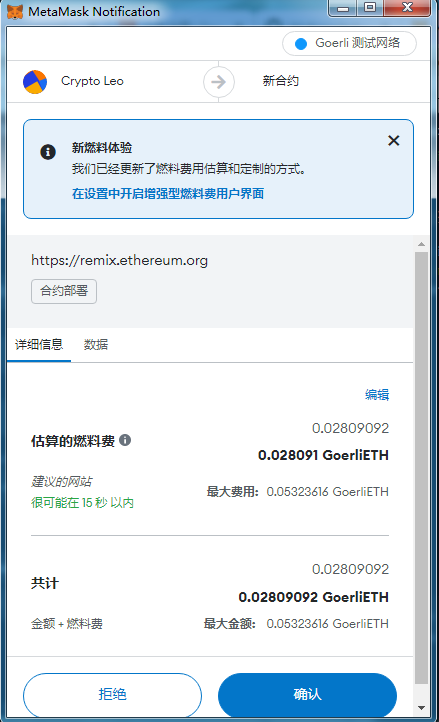 MetaMask Notification
Goerli 测试网络
Crypto Leo
新合约
新燃料体验
我们已经更新了燃料费用估算和定制的方式。
在设置中开启增强型燃料费用户界面
https://remix.ethereum.org
合约部署
详细信息
数据
编辑
估算的燃料费
0.02809092
0.028091 GoerliETH
建议的网站
很可能在 15 秒 以内
最大费用: 0.05323616 GoerliETH
共计
0.02809092
0.02809092 GoerliETH
金额 + 燃料费
最大金额: 0.05323616 GoerliETH
拒绝
确认